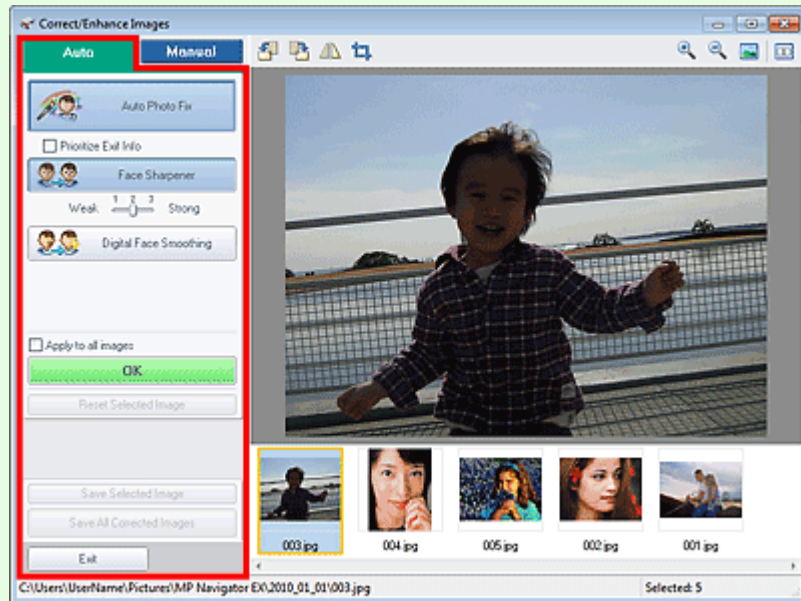 Correct/Enhance Images
Auto Manual
Auto Photo Fix
Prioritize Exif Info
Face Sharpener
1 2 3
Weak Strong
Digital Face Smoothing
Apply to all images
OK
Reset Selected Image
Save Selected Image
Save All Corrected Images
Exit
003.jpg 004.jpg 005.jpg 002.jpg 001.jpg
C:\Users\UserName\Pictures\MP Navigator EX\2010_01_01\003.jpg Selected: 5